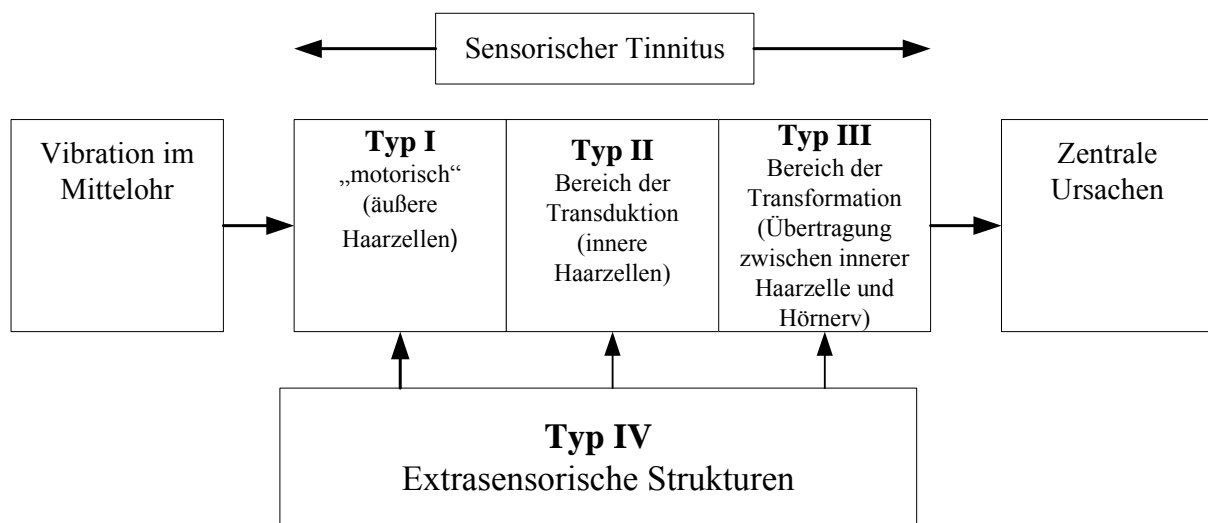 Sensorischer Tinnitus
Vibration im
Mittelohr
Typ I
„motorisch“
(äußere
Haarzellen)
Typ II
Bereich der
Transduktion
(innere
Haarzellen)
Typ III
Bereich der
Transformation
(Übertragung
zwischen innerer
Haarzelle und
Hörnerv)
Zentrale
Ursachen
Typ IV
Extrasensorische Strukturen